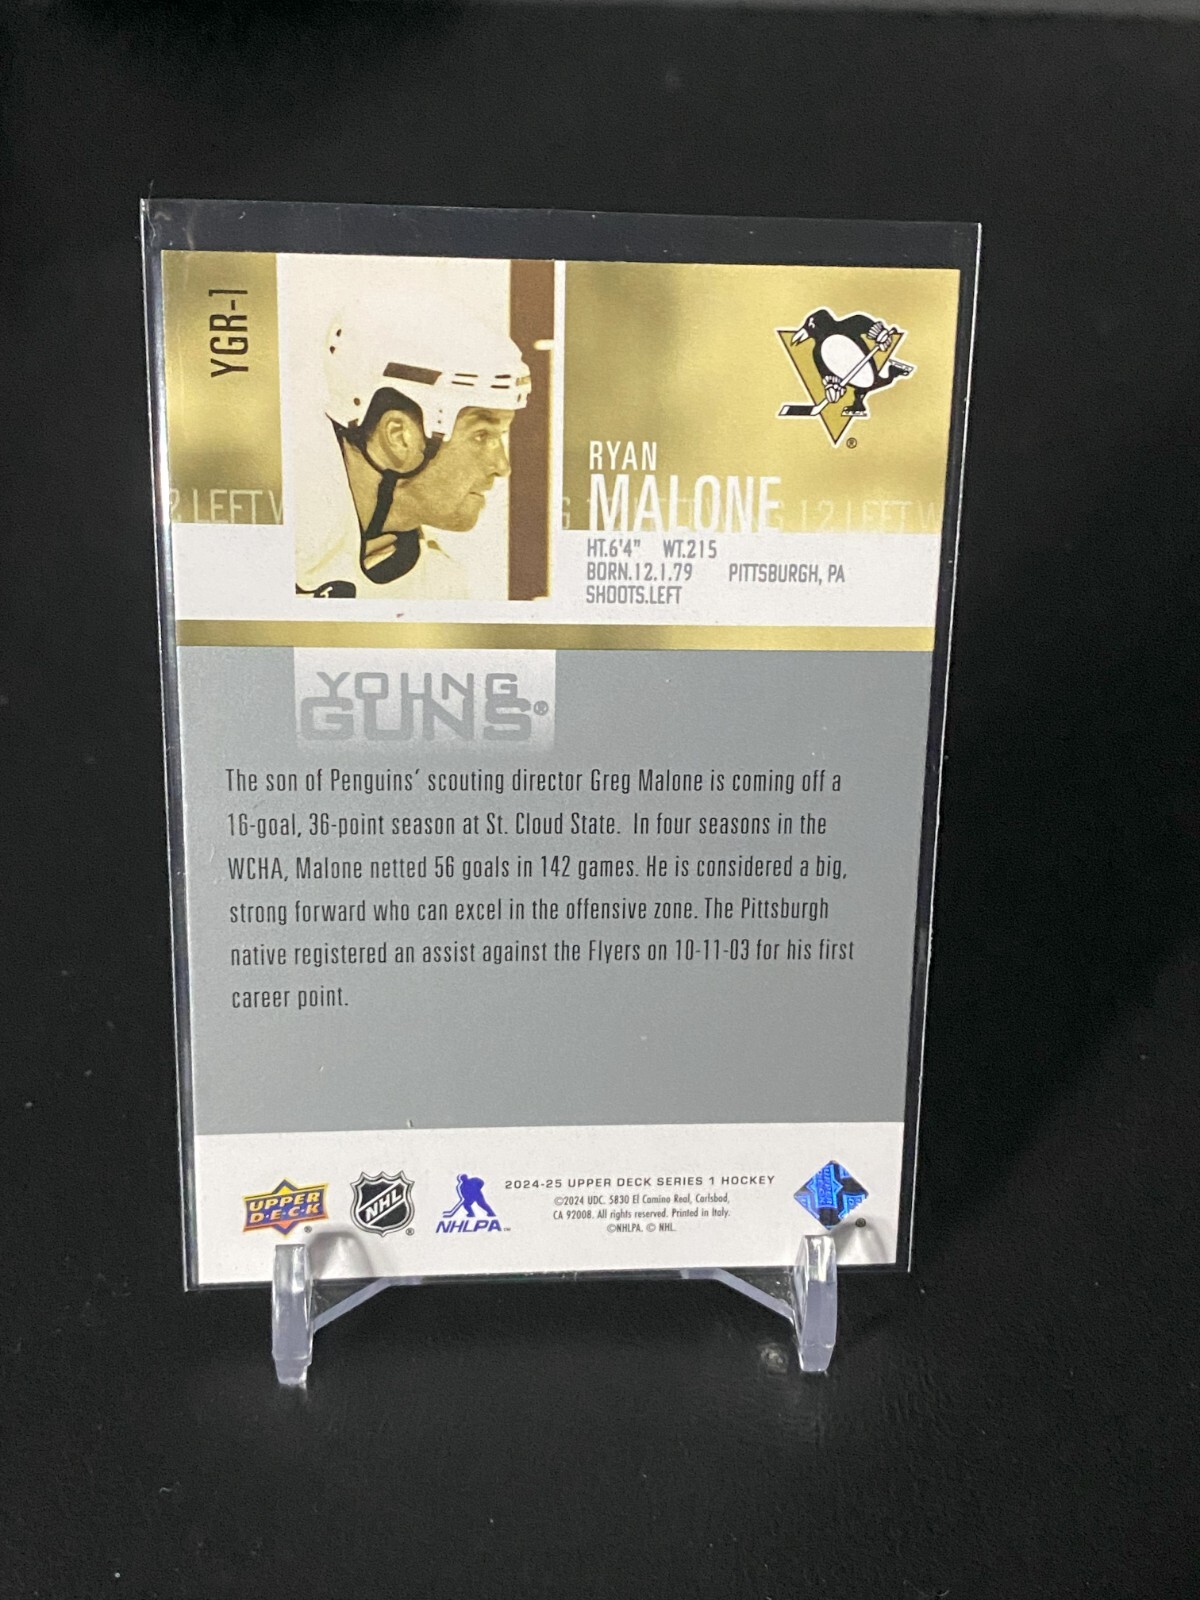 YGR-1
2 LEFT W
G 12 LEFT W
RYAN
MALONE
HT.6'4" WT.215
BORN.12.1.79 PITTSBURGH, PA
SHOOTS.LEFT
YOUNG
GUNS®
The son of Penguins' scouting director Greg Malone is coming off a
16-goal, 36-point season at St. Cloud State. In four seasons in the
WCHA, Malone netted 56 goals in 142 games. He is considered a big,
strong forward who can excel in the offensive zone. The Pittsburgh
native registered an assist against the Flyers on 10-11-03 for his first
career point.
UPPER
D·E·C·K
NHL
NHLPA
2024-25 UPPER DECK SERIES 1 HOCKEY
©2024 UDC. 5830 El Camino Real, Carlsbad,
CA 92008. All rights reserved. Printed in Italy.
©NHLPA. © NHL.